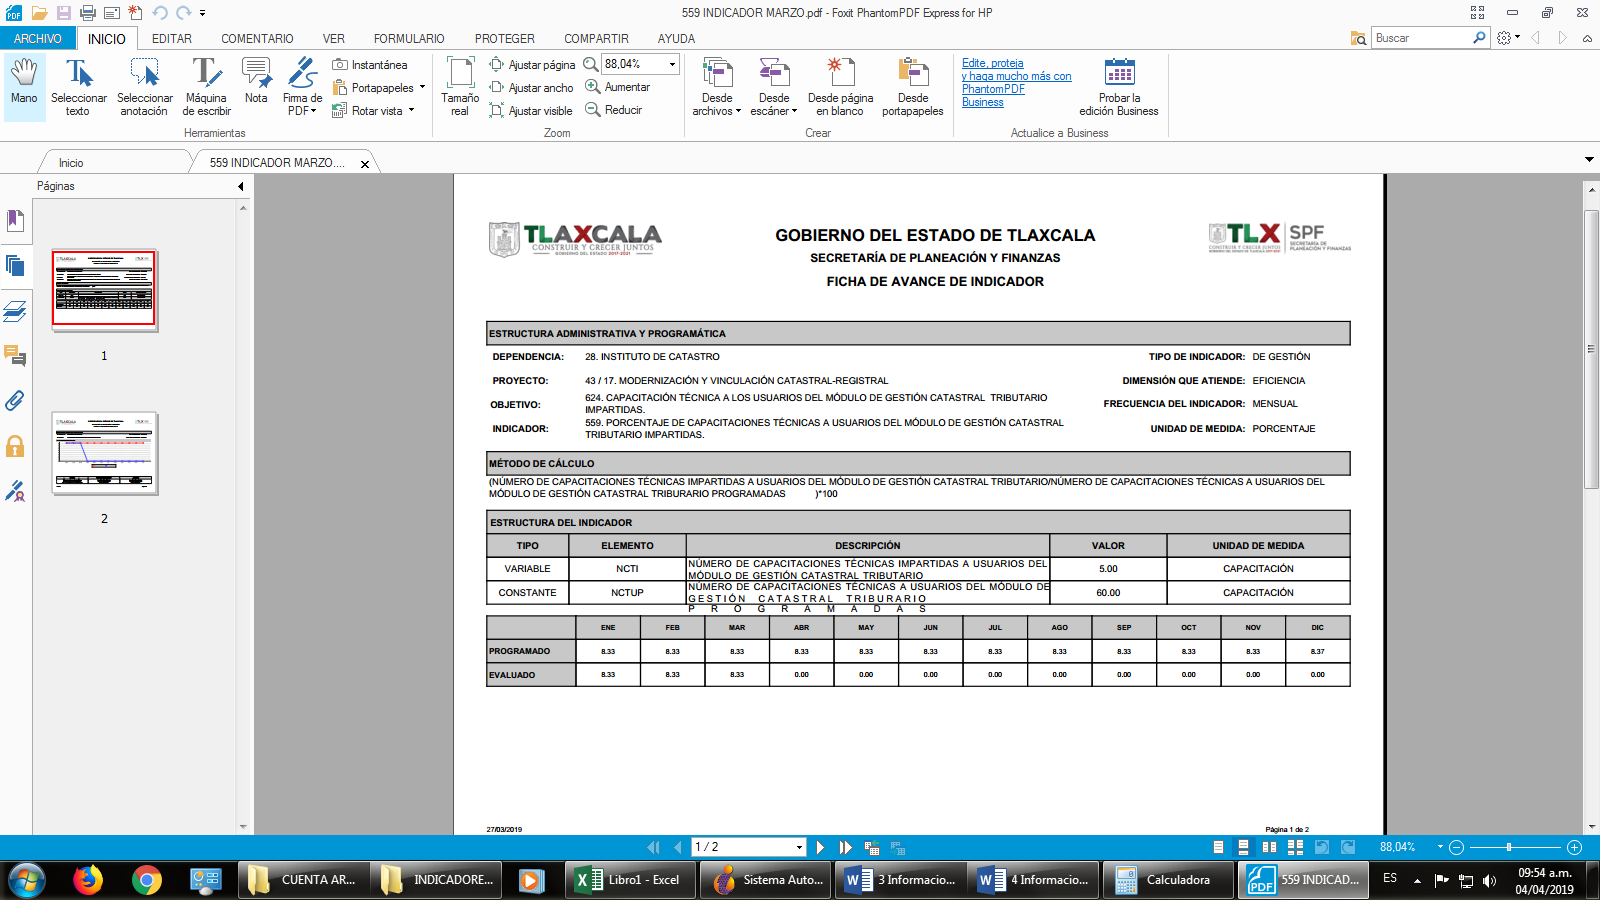 559 INDICADOR MARZO.pdf - Foxit PhantomPDF Express for HP
ARCHIVO INICIO EDITAR COMENTARIO VER FORMULARIO PROTEGER COMPARTIR AYUDA Buscar
Mano
Seleccionar texto
Seleccionar anotación
Máquina de escribir
Nota
Firma de PDF
Instantánea
Portapapeles
Rotar vista
Herramientas
Tamaño real
Ajustar página
Ajustar ancho
Ajustar visible
88,04%
Aumentar
Reducir
Zoom
Desde archivos
Desde escáner
Desde página en blanco
Desde portapapeles
Crear
Edite, proteja
y haga mucho más con
PhantomPDF
Business
Probar la edición Business
Actualice a Business
Inicio
559 INDICADOR MARZO....
Páginas
1
2
TLAXCALA
CONSTRUIR Y CRECER JUNTOS
GOBIERNO DEL ESTADO 2017-2021
GOBIERNO DEL ESTADO DE TLAXCALA
SECRETARÍA DE PLANEACIÓN Y FINANZAS
FICHA DE AVANCE DE INDICADOR
TLX SPF
CONSTRUIR Y CRECER JUNTOS
SECRETARÍA DE
PLANEACIÓN Y FINANZAS
ESTRUCTURA ADMINISTRATIVA Y PROGRAMÁTICA
DEPENDENCIA: 28. INSTITUTO DE CATASTRO TIPO DE INDICADOR: DE GESTIÓN
PROYECTO: 43 / 17. MODERNIZACIÓN Y VINCULACIÓN CATASTRAL-REGISTRAL DIMENSIÓN QUE ATIENDE: EFICIENCIA
OBJETIVO: 624. CAPACITACIÓN TÉCNICA A LOS USUARIOS DEL MÓDULO DE GESTIÓN CATASTRAL TRIBUTARIO
IMPARTIDAS.
FRECUENCIA DEL INDICADOR: MENSUAL
INDICADOR: 559. PORCENTAJE DE CAPACITACIONES TÉCNICAS A USUARIOS DEL MÓDULO DE GESTIÓN CATASTRAL
TRIBUTARIO IMPARTIDAS.
UNIDAD DE MEDIDA: PORCENTAJE
MÉTODO DE CÁLCULO
(NÚMERO DE CAPACITACIONES TÉCNICAS IMPARTIDAS A USUARIOS DEL MÓDULO DE GESTIÓN CATASTRAL TRIBUTARIO/NÚMERO DE CAPACITACIONES TÉCNICAS A USUARIOS DEL
MÓDULO DE GESTIÓN CATASTRAL TRIBURARIO PROGRAMADAS )*100
ESTRUCTURA DEL INDICADOR
TIPO ELEMENTO DESCRIPCIÓN VALOR UNIDAD DE MEDIDA
VARIABLE NCTI NÚMERO DE CAPACITACIONES TÉCNICAS IMPARTIDAS A USUARIOS DEL
MÓDULO DE GESTIÓN CATASTRAL TRIBUTARIO
5.00 CAPACITACIÓN
CONSTANTE NCTUP NÚMERO DE CAPACITACIONES TÉCNICAS A USUARIOS DEL MÓDULO DE
GESTIÓN CATASTRAL TRIBURARIO
PROGRAMADAS
60.00 CAPACITACIÓN
ENE FEB MAR ABR MAY JUN JUL AGO SEP OCT NOV DIC
PROGRAMADO 8.33 8.33 8.33 8.33 8.33 8.33 8.33 8.33 8.33 8.33 8.33 8.37
EVALUADO 8.33 8.33 8.33 0.00 0.00 0.00 0.00 0.00 0.00 0.00 0.00 0.00
27/03/2019 Página 1 de 2
1 / 2
88,04%
CUENTA AR...
INDICADORE...
Libro1 - Excel
Sistema Auto...
3 Informacio...
4 Informacio...
Calculadora
559 INDICAD...
ES
09:54 a.m.
04/04/2019